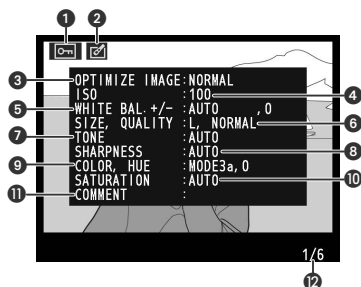 1 2
3 OPTIMIZE IMAGE:NORMAL
ISO :100 4
5 WHITE BAL.+/- :AUTO ,0
SIZE, QUALITY :L, NORMAL 6
7 TONE :AUTO
SHARPNESS :AUTO 8
9 COLOR, HUE :MODE3a,0
SATURATION :AUTO 10
11 COMMENT :
1/6
12